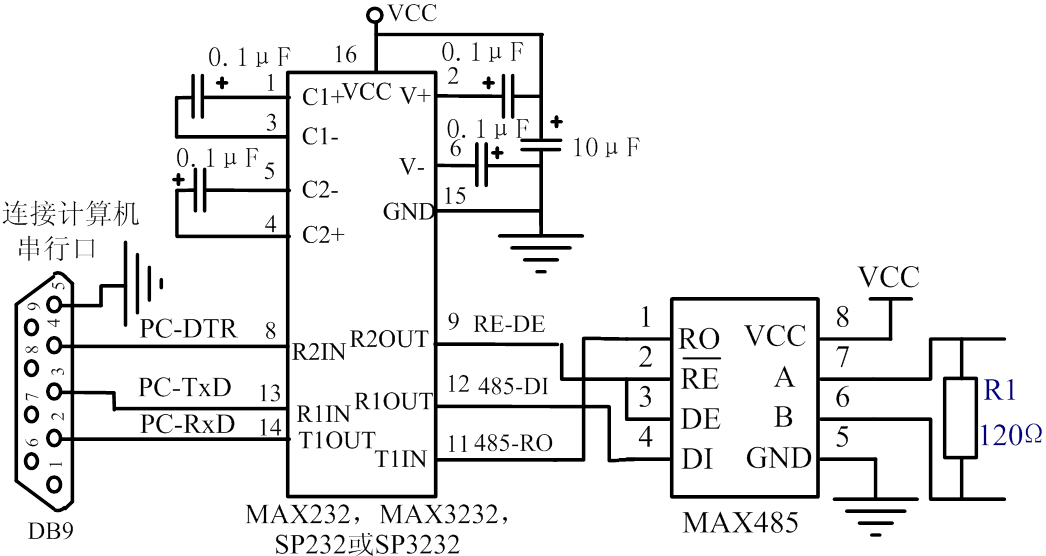 VCC
0.1μF
16
0.1μF
1
C1+
VCC
V+
2
3
C1-
0.1μF
10μF
0.1μF
5
C2-
V-
6
4
C2+
GND
15
连接计算机
串行口
5
9
4
8
3
7
2
6
1
DB9
PC-DTR
8
R2IN
R2OUT
9
RE-DE
PC-TxD
13
R1IN
R1OUT
12
485-DI
PC-RxD
14
T1OUT
T1IN
11
485-RO
MAX232，MAX3232，
SP232或SP3232
VCC
1
RO
VCC
8
2
RE
A
7
3
DE
B
6
4
DI
GND
5
MAX485
R1
120Ω